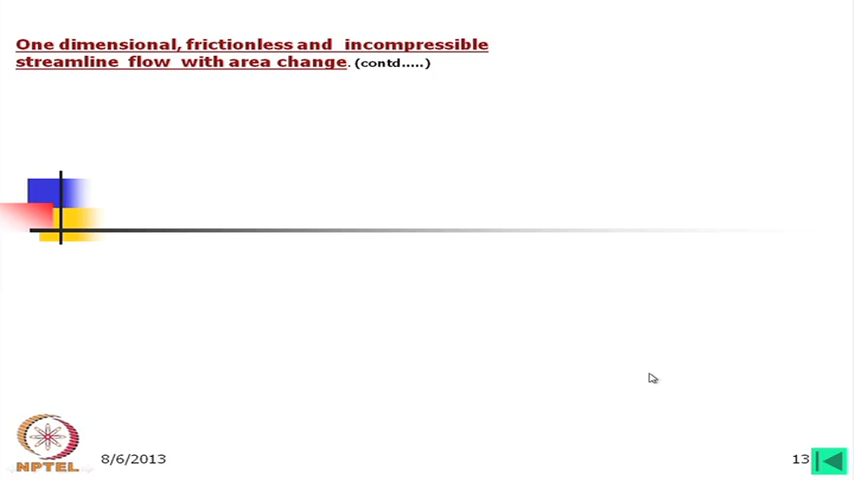 One dimensional, frictionless and incompressible
streamline flow with area change. (contd.....)
NPTEL
8/6/2013
13